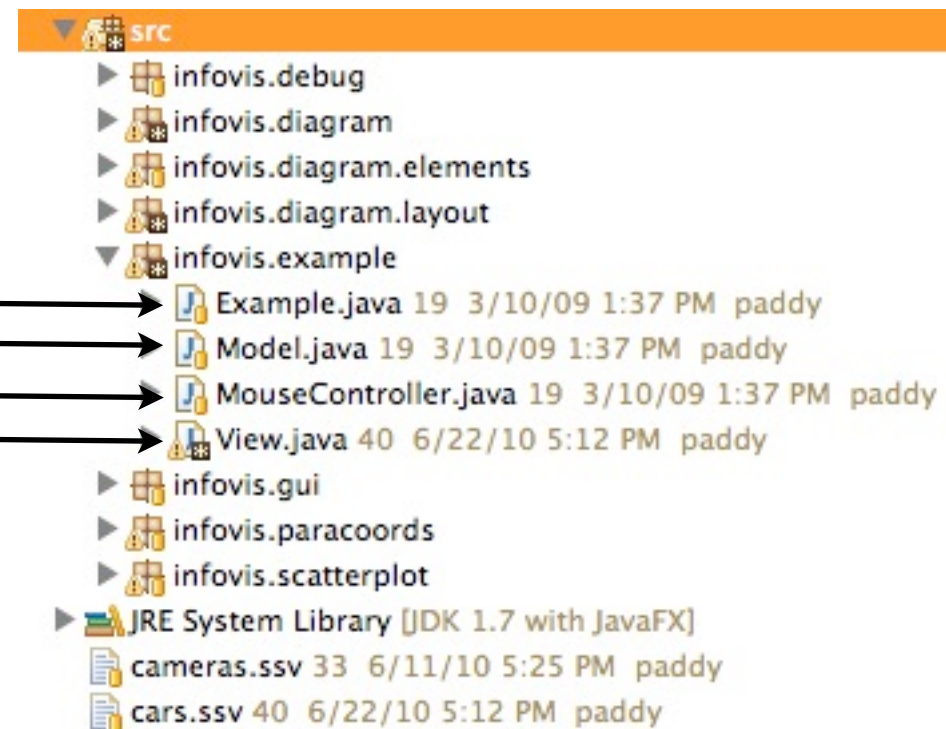 src
infovis.debug
infovis.diagram
infovis.diagram.elements
infovis.diagram.layout
infovis.example
Example.java 19 3/10/09 1:37 PM paddy
Model.java 19 3/10/09 1:37 PM paddy
MouseController.java 19 3/10/09 1:37 PM paddy
View.java 40 6/22/10 5:12 PM paddy
infovis.gui
infovis.paracoords
infovis.scatterplot
JRE System Library [JDK 1.7 with JavaFX]
cameras.ssv 33 6/11/10 5:25 PM paddy
cars.ssv 40 6/22/10 5:12 PM paddy